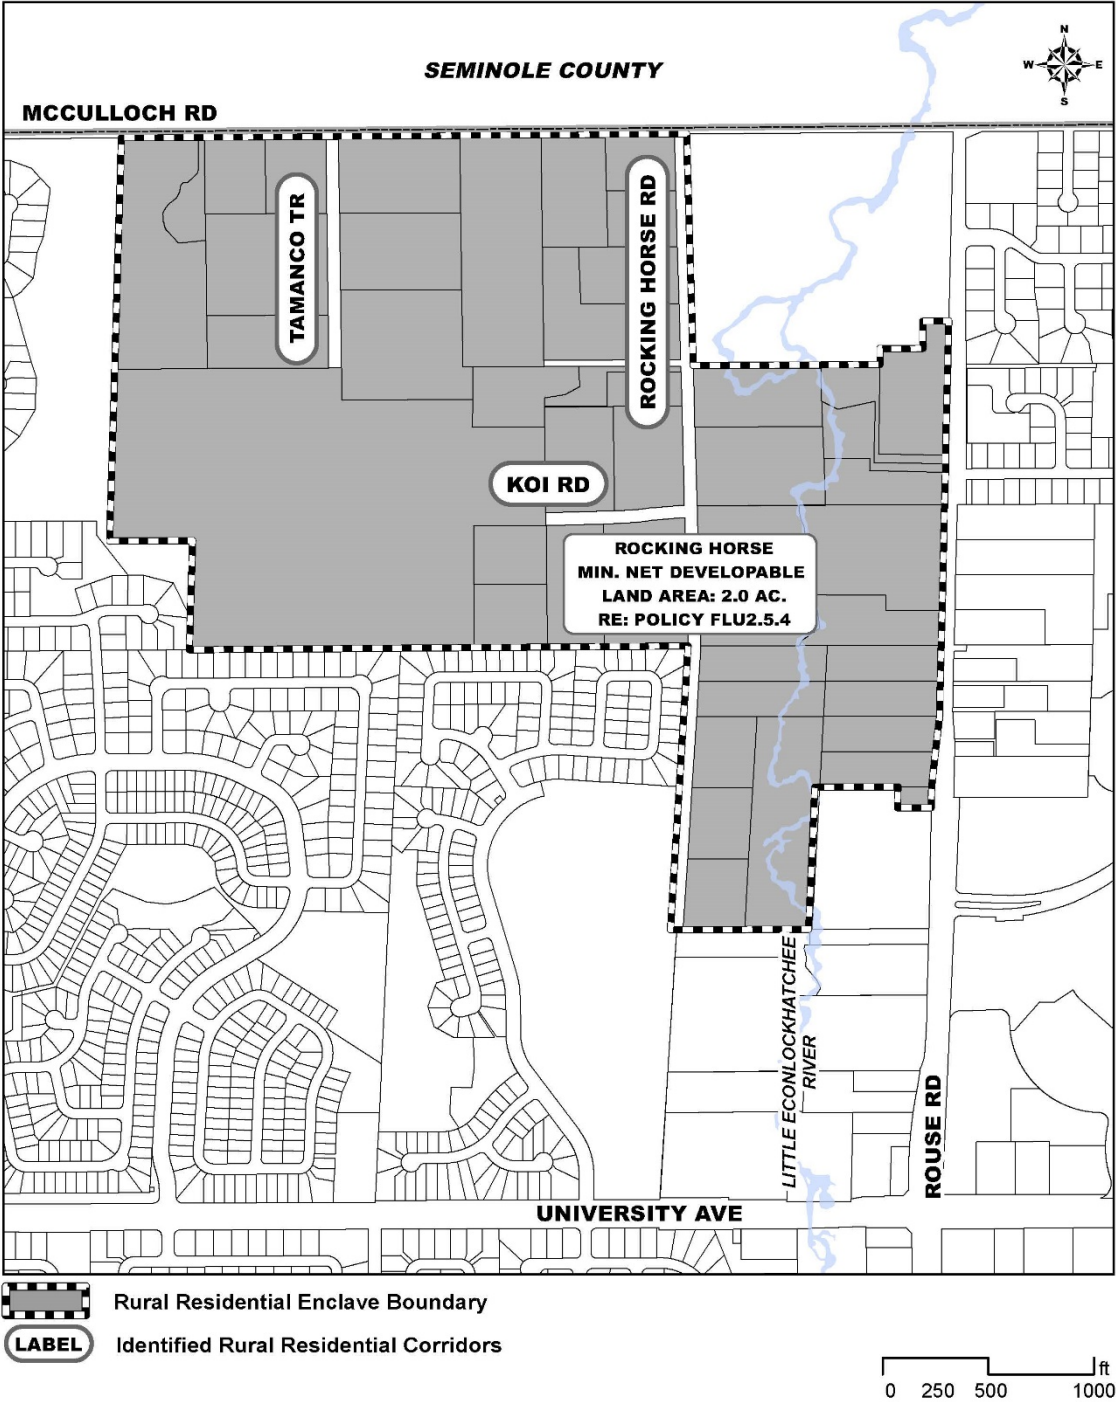 N
W E
S
SEMINOLE COUNTY
MCCULLOCH RD
TAMANCO TR
ROCKING HORSE RD
KOI RD
ROCKING HORSE
MIN. NET DEVELOPABLE
LAND AREA: 2.0 AC.
RE: POLICY FLU2.5.4
LITTLE ECONLOCKHATCHEE
RIVER
ROUSE RD
UNIVERSITY AVE
Rural Residential Enclave Boundary
LABEL Identified Rural Residential Corridors
ft
0 250 500 1000